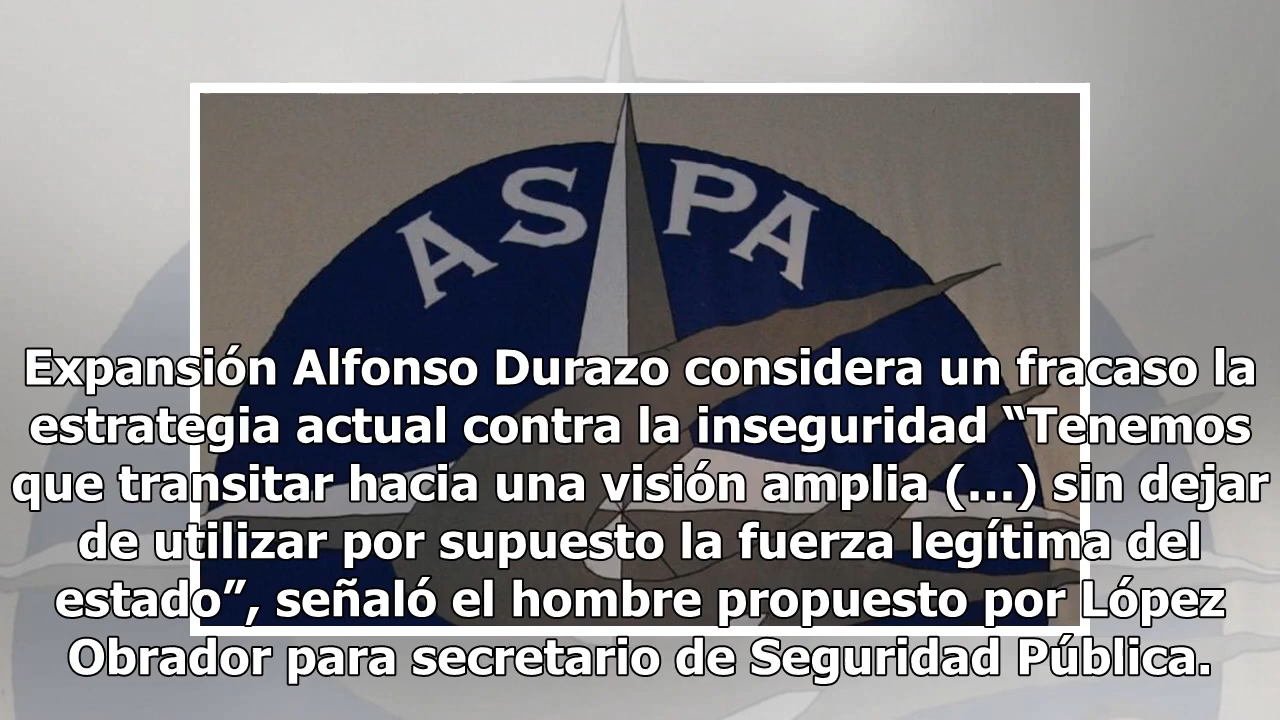 ASPA
Expansión Alfonso Durazo considera un fracaso la
estrategia actual contra la inseguridad “Tenemos
que transitar hacia una visión amplia (...) sin dejar
de utilizar por supuesto la fuerza legítima del
estado”, señaló el hombre propuesto por López
Obrador para secretario de Seguridad Pública.